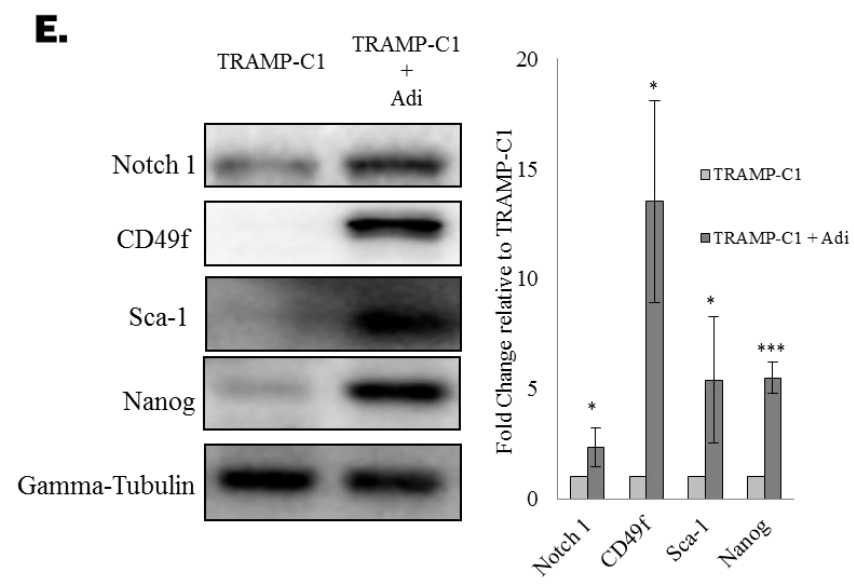 E.
TRAMP-C1
TRAMP-C1
+
Adi
Notch 1
CD49f
Sca-1
Nanog
Gamma-Tubulin
Fold Change relative to TRAMP-C1
20
15
10
5
0
*
*
*
***
TRAMP-C1
TRAMP-C1 + Adi
Notch 1
CD49f
Sca-1
Nanog